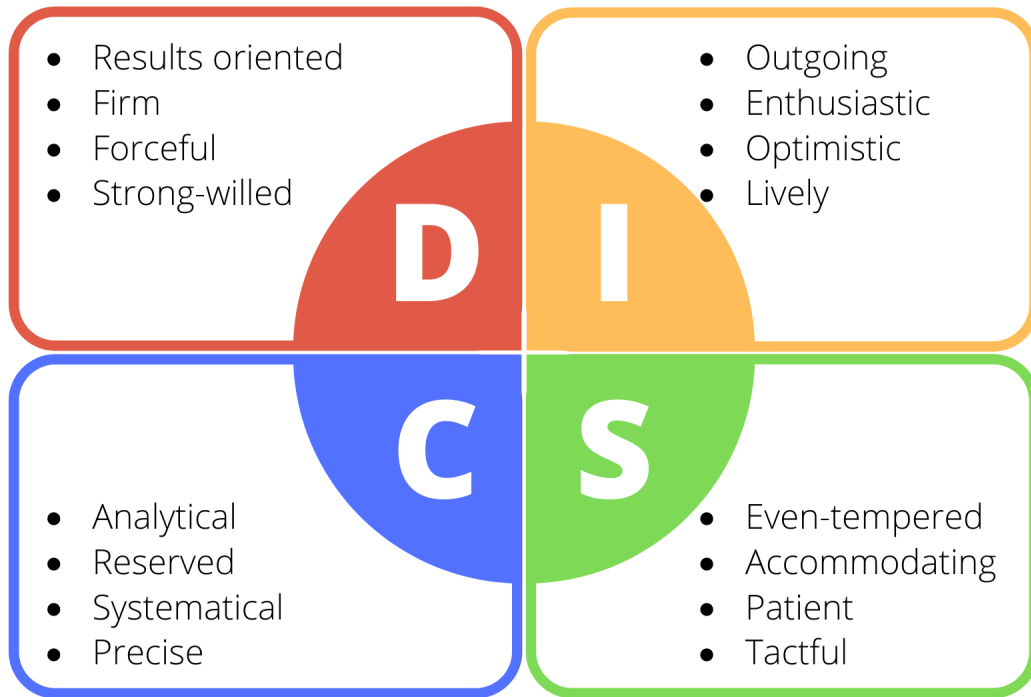 • Results oriented
• Firm
• Forceful
• Strong-willed
D
• Outgoing
• Enthusiastic
• Optimistic
• Lively
I
C
• Analytical
• Reserved
• Systematical
• Precise
S
• Even-tempered
• Accommodating
• Patient
• Tactful